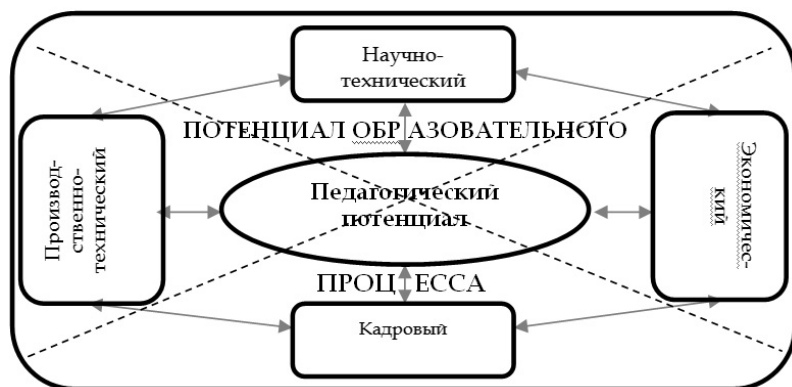 Научно-
технический
ПОТЕНЦИАЛ ОБРАЗОВАТЕЛЬНОГО
Производ-
ственно-
технический
Педагогический
потенциал
Экономичес-
кий
ПРОЦЕССА
Кадровый